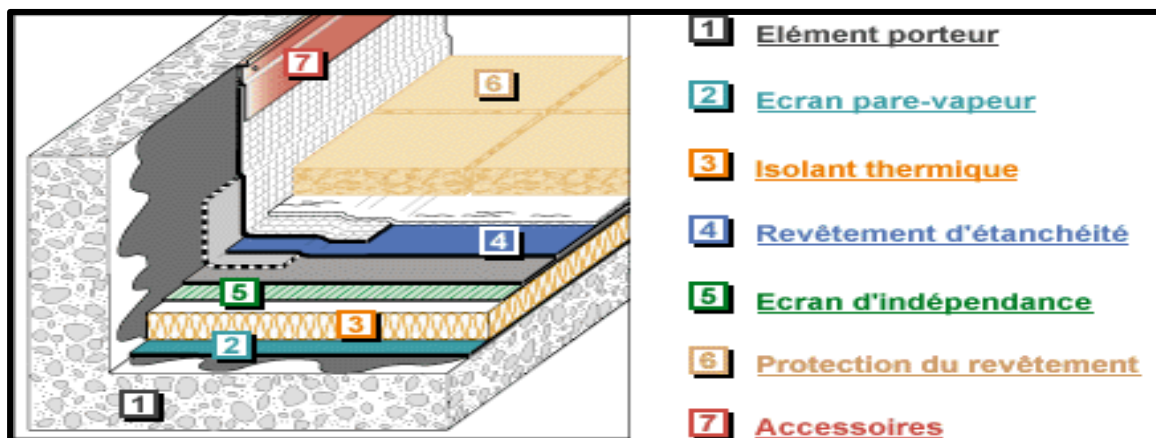 7
6
4
5
3
2
1
1 Elément porteur
2 Ecran pare-vapeur
3 Isolant thermique
4 Revêtement d'étanchéité
5 Ecran d'indépendance
6 Protection du revêtement
7 Accessoires